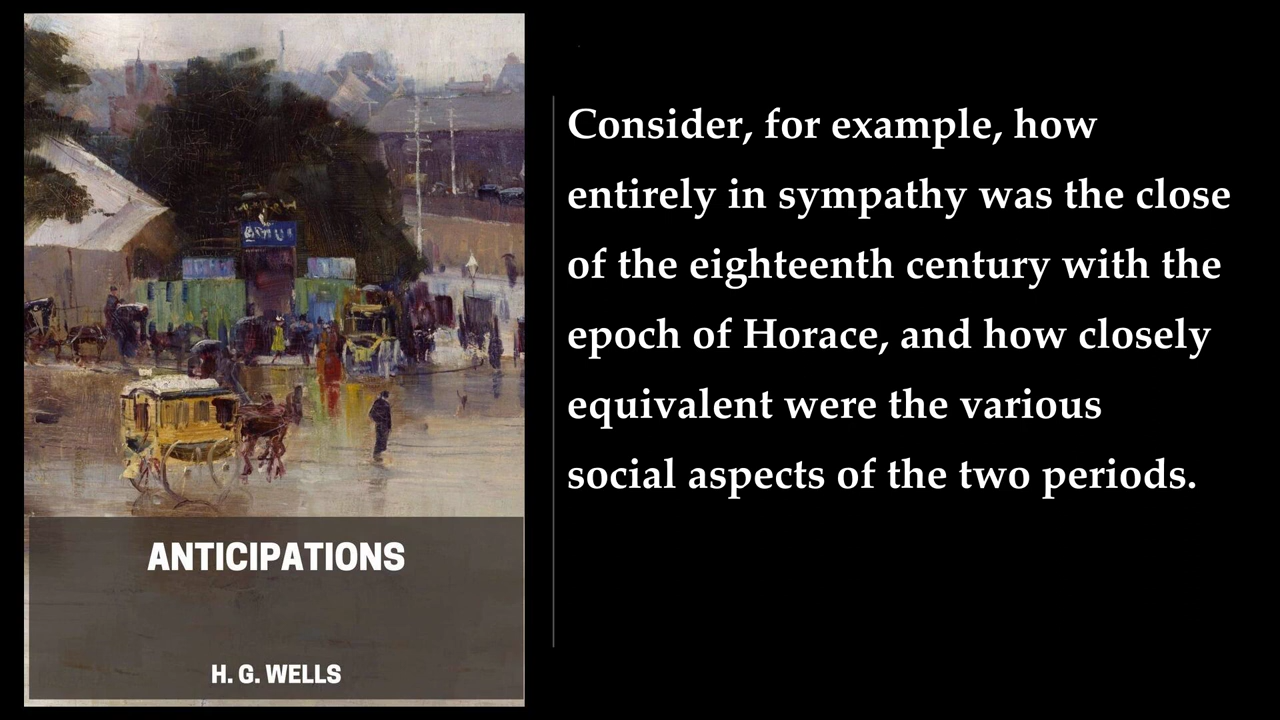 Consider, for example, how
entirely in sympathy was the close
of the eighteenth century with the
epoch of Horace, and how closely
equivalent were the various
social aspects of the two periods.
ANTICIPATIONS
H. G. WELLS